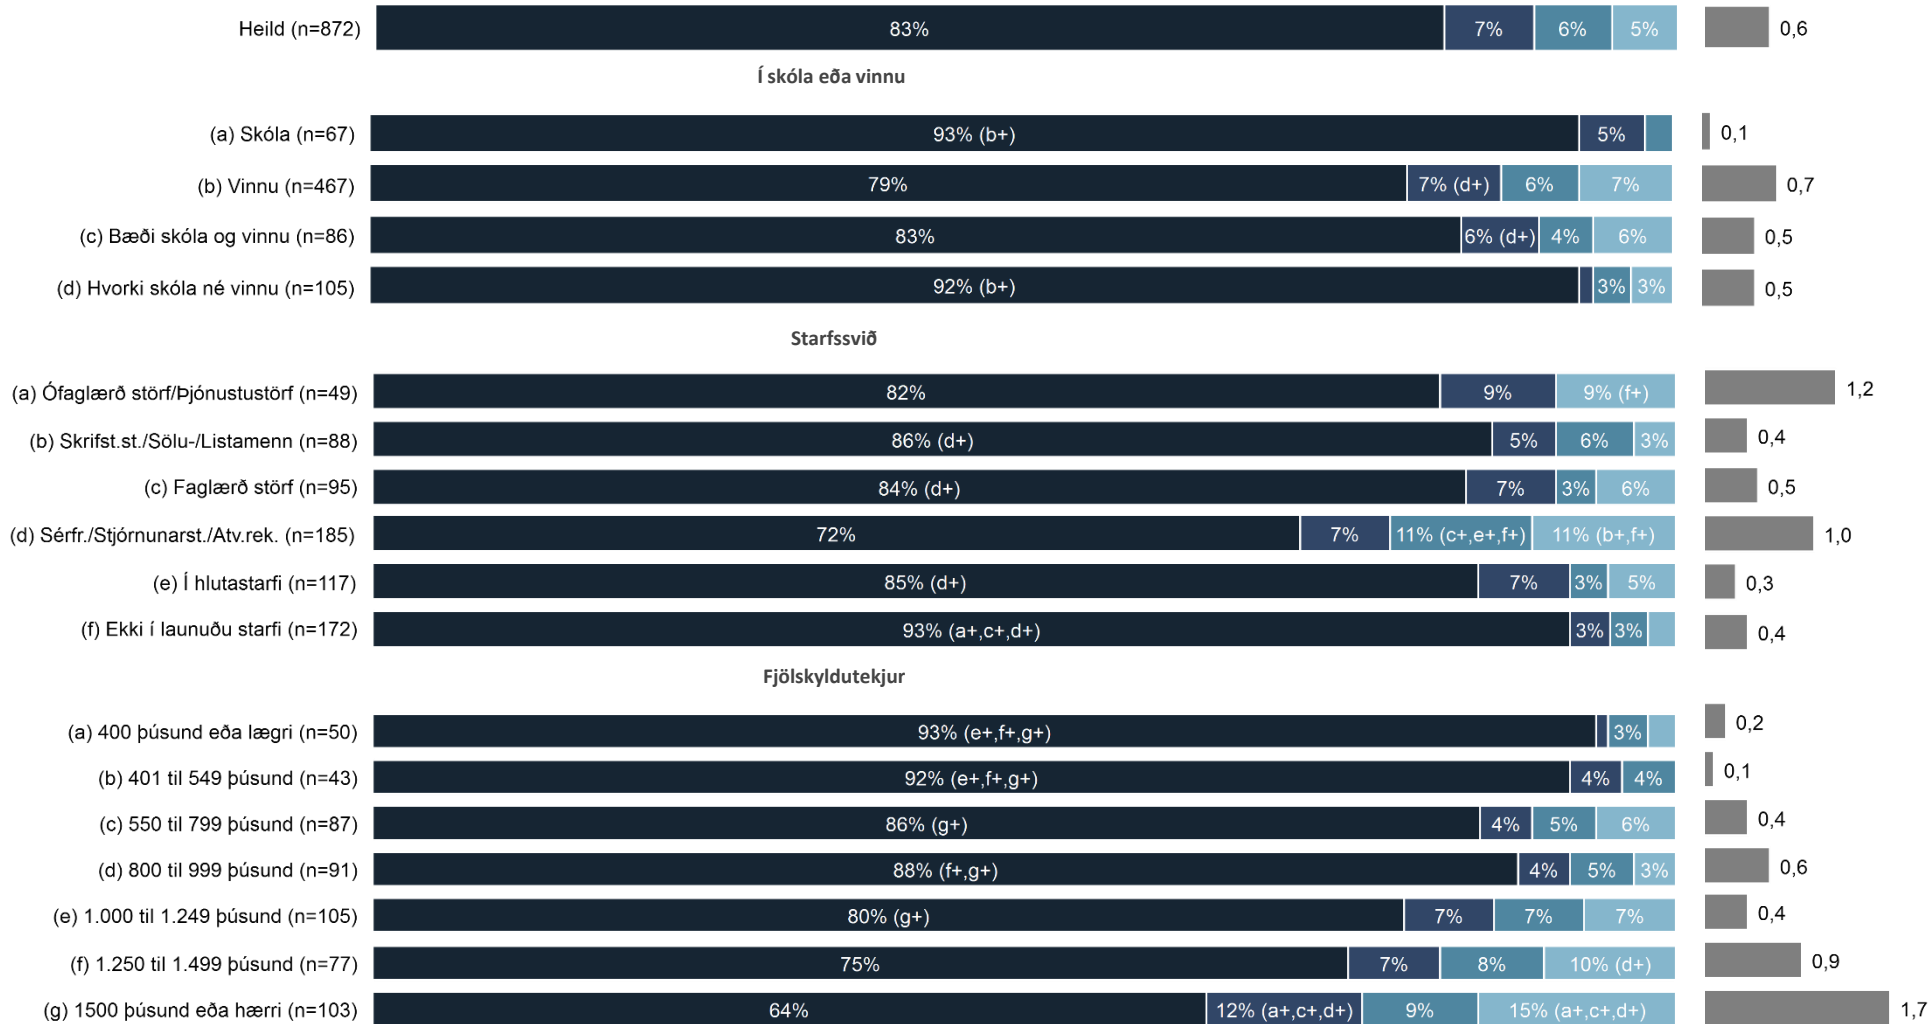 Heild (n=872) 83% 7% 6% 5% 0,6
Í skóla eða vinnu
(a) Skóla (n=67) 93% (b+) 5% 0,1
(b) Vinnu (n=467) 79% 7% (d+) 6% 7% 0,7
(c) Bæði skóla og vinnu (n=86) 83% 6% (d+) 4% 6% 0,5
(d) Hvorki skóla né vinnu (n=105) 92% (b+) 3% 3% 0,5
Starfssvið
(a) Ófaglærð störf/Þjónustustörf (n=49) 82% 9% 9% (f+) 1,2
(b) Skrifst.st./Sölu-/Listamenn (n=88) 86% (d+) 5% 6% 3% 0,4
(c) Faglærð störf (n=95) 84% (d+) 7% 3% 6% 0,5
(d) Sérfr./Stjórnunarst./Atv.rek. (n=185) 72% 7% 11% (c+,e+,f+) 11% (b+,f+) 1,0
(e) Í hlutastarfi (n=117) 85% (d+) 7% 3% 5% 0,3
(f) Ekki í launuðu starfi (n=172) 93% (a+,c+,d+) 3% 3% 0,4
Fjölskyldutekjur
(a) 400 þúsund eða lægri (n=50) 93% (e+,f+,g+) 3% 0,2
(b) 401 til 549 þúsund (n=43) 92% (e+,f+,g+) 4% 4% 0,1
(c) 550 til 799 þúsund (n=87) 86% (g+) 4% 5% 6% 0,4
(d) 800 til 999 þúsund (n=91) 88% (f+,g+) 4% 5% 3% 0,6
(e) 1.000 til 1.249 þúsund (n=105) 80% (g+) 7% 7% 7% 0,4
(f) 1.250 til 1.499 þúsund (n=77) 75% 7% 8% 10% (d+) 0,9
(g) 1500 þúsund eða hærri (n=103) 64% 12% (a+,c+,d+) 9% 15% (a+,c+,d+) 1,7